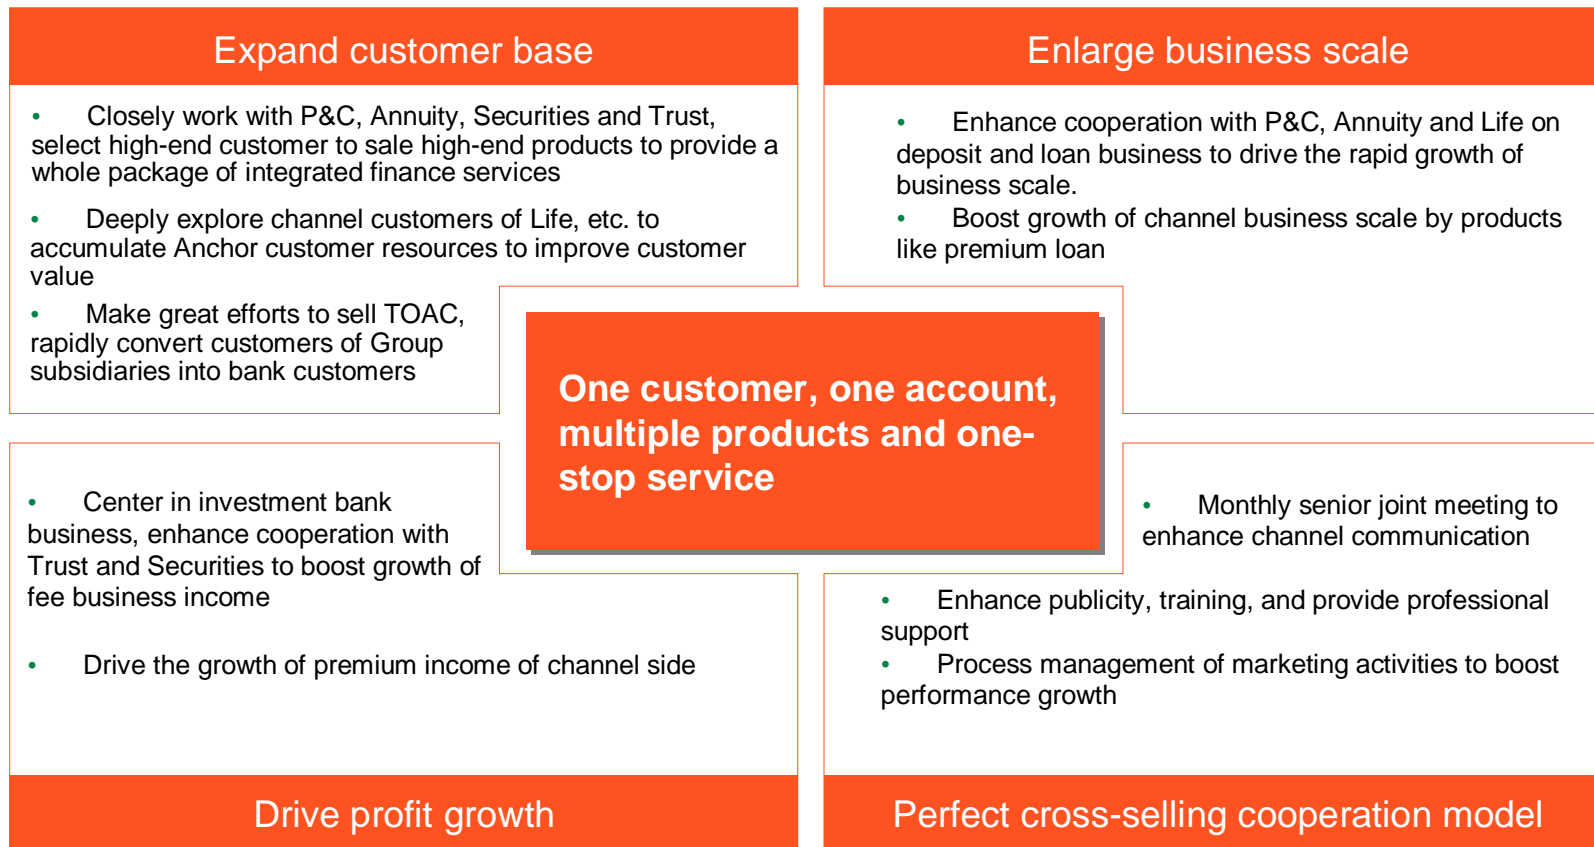 Expand customer base
• Closely work with P&C, Annuity, Securities and Trust,
select high-end customer to sale high-end products to provide a
whole package of integrated finance services
• Deeply explore channel customers of Life, etc. to
accumulate Anchor customer resources to improve customer
value
• Make great efforts to sell TOAC,
rapidly convert customers of Group
subsidiaries into bank customers
Enlarge business scale
• Enhance cooperation with P&C, Annuity and Life on
deposit and loan business to drive the rapid growth of
business scale.
• Boost growth of channel business scale by products
like premium loan
One customer, one account,
multiple products and one-
stop service
• Center in investment bank
business, enhance cooperation with
Trust and Securities to boost growth of
fee business income
• Drive the growth of premium income of channel side
Drive profit growth
• Monthly senior joint meeting to
enhance channel communication
• Enhance publicity, training, and provide professional
support
• Process management of marketing activities to boost
performance growth
Perfect cross-selling cooperation model